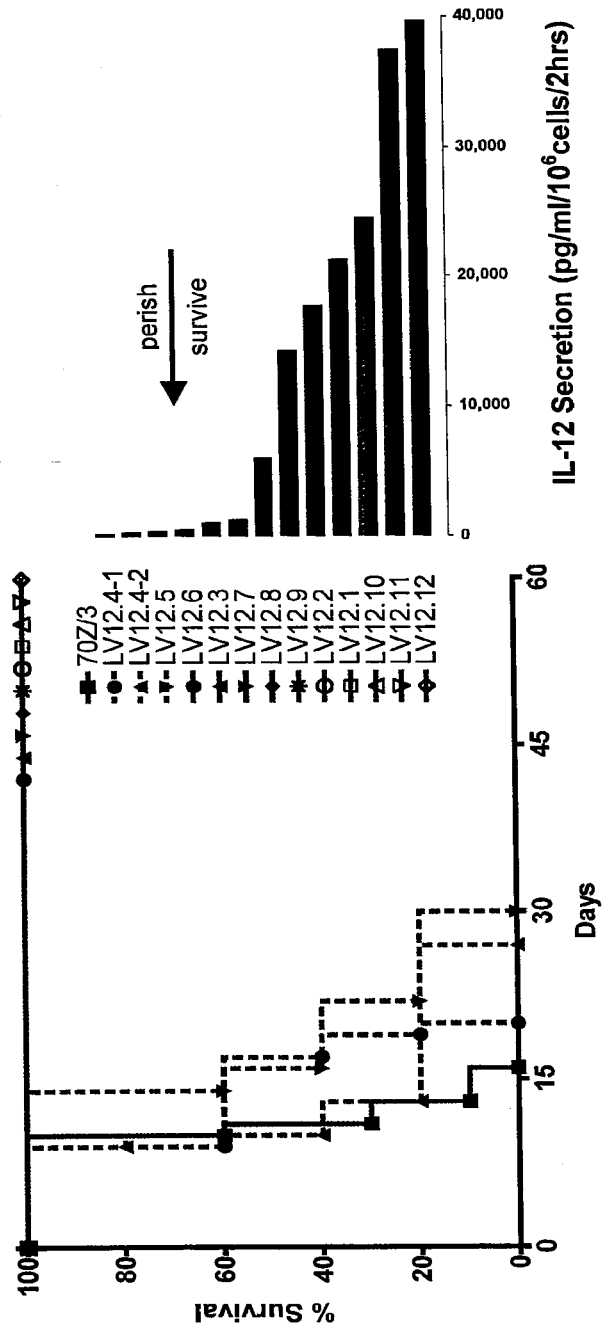 % Survival
100
80
60
40
20
0
0
15
30
45
60
Days
70Z/3
LV12.4-1
LV12.4-2
LV12.5
LV12.6
LV12.3
LV12.7
LV12.8
LV12.9
LV12.2
LV12.1
LV12.10
LV12.11
LV12.12
perish
survive
0
10,000
20,000
30,000
40,000
IL-12 Secretion (pg/ml/10⁶cells/2hrs)